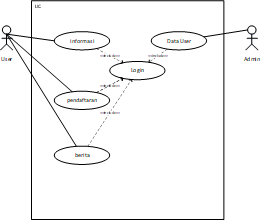 UC
Informasi
Data User
User
Admin
Login
pendaftaran
berita